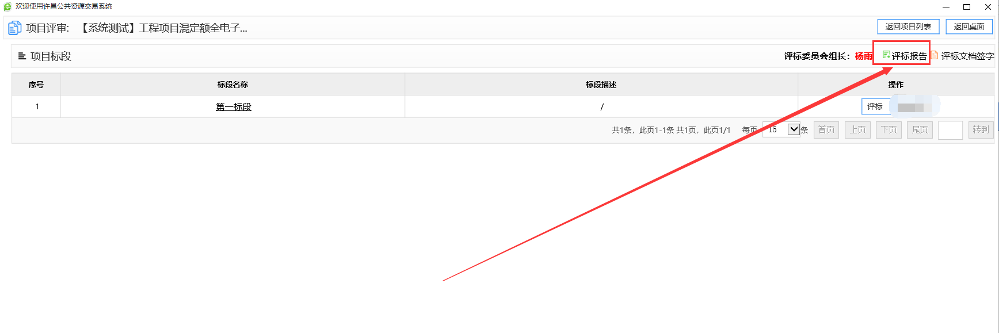 欢迎使用许昌公共资源交易系统
项目评审: 【系统测试】工程项目混定额全电子... 返回项目列表 返回桌面
项目标段 评标委员会组长: 杨雨 评标报告 评标文档签字
序号 标段名称 标段描述 操作
1 第一标段 / 评标
共1条, 此页1-1条 共1页, 此页1/1 每页 15 条 首页 上页 下页 尾页 转到